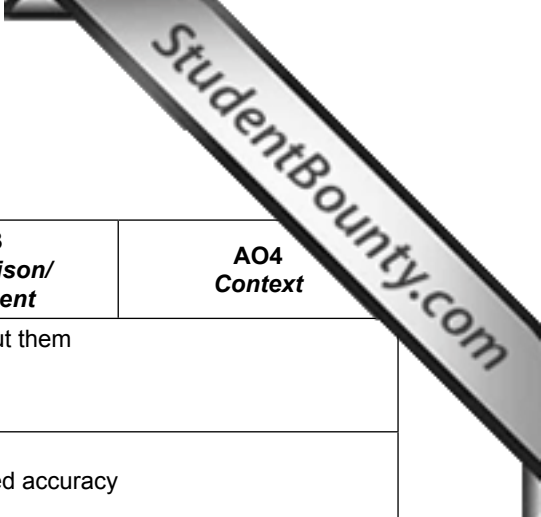 StudentBounty.com
3
ison/
ent
AO4
Context
ut them
ed accuracy